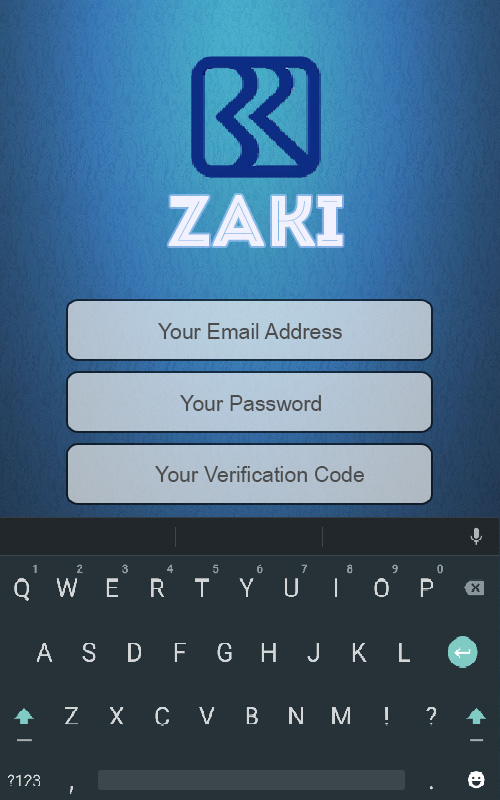 ZAKI
Your Email Address
Your Password
Your Verification Code
1 2 3 4 5 6 7 8 9 0
Q W E R T Y U I O P
A S D F G H J K L
Z X C V B N M ! ?
?123 , .